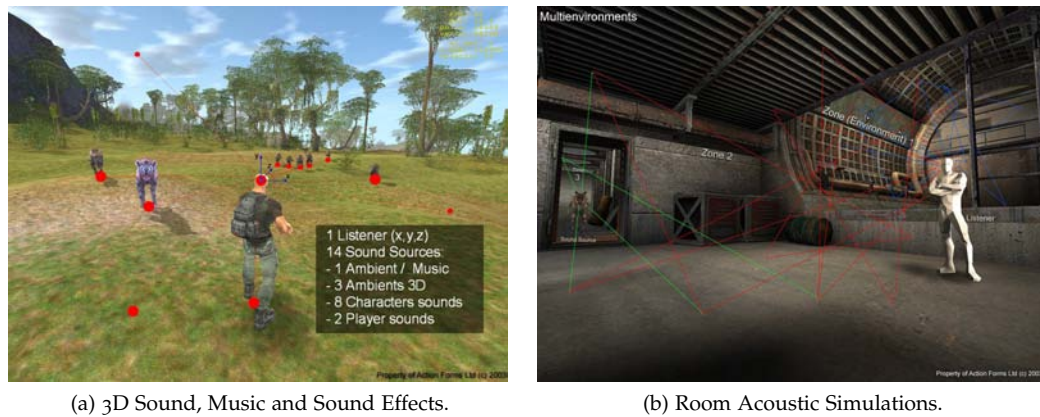 Multienvironments
Zone (Environment) 1
Zone 2
Listener
Sound Source
1 Listener (x,y,z)
14 Sound Sources:
- 1 Ambient / Music
- 3 Ambients 3D
- 8 Characters sounds
- 2 Player sounds
Property of Action Forms Ltd (c) 2003
Property of Action Forms Ltd (c) 2003
(a) 3D Sound, Music and Sound Effects.
(b) Room Acoustic Simulations.